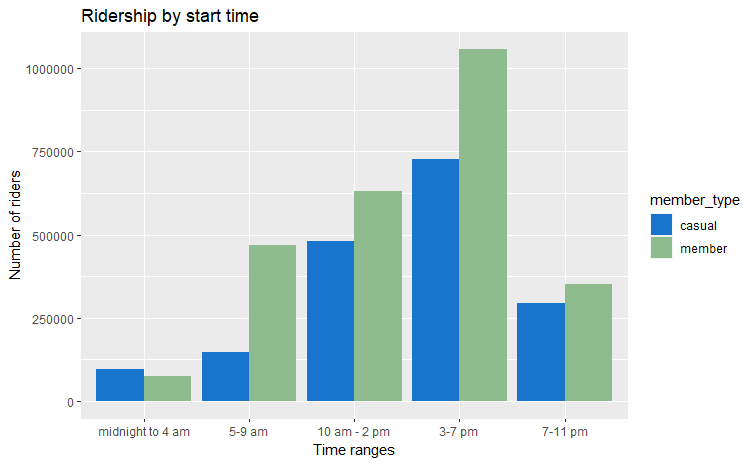 Ridership by start time
Number of riders
1000000
750000
500000
250000
0
midnight to 4 am
5-9 am
10 am - 2 pm
3-7 pm
7-11 pm
Time ranges
member_type
casual
member